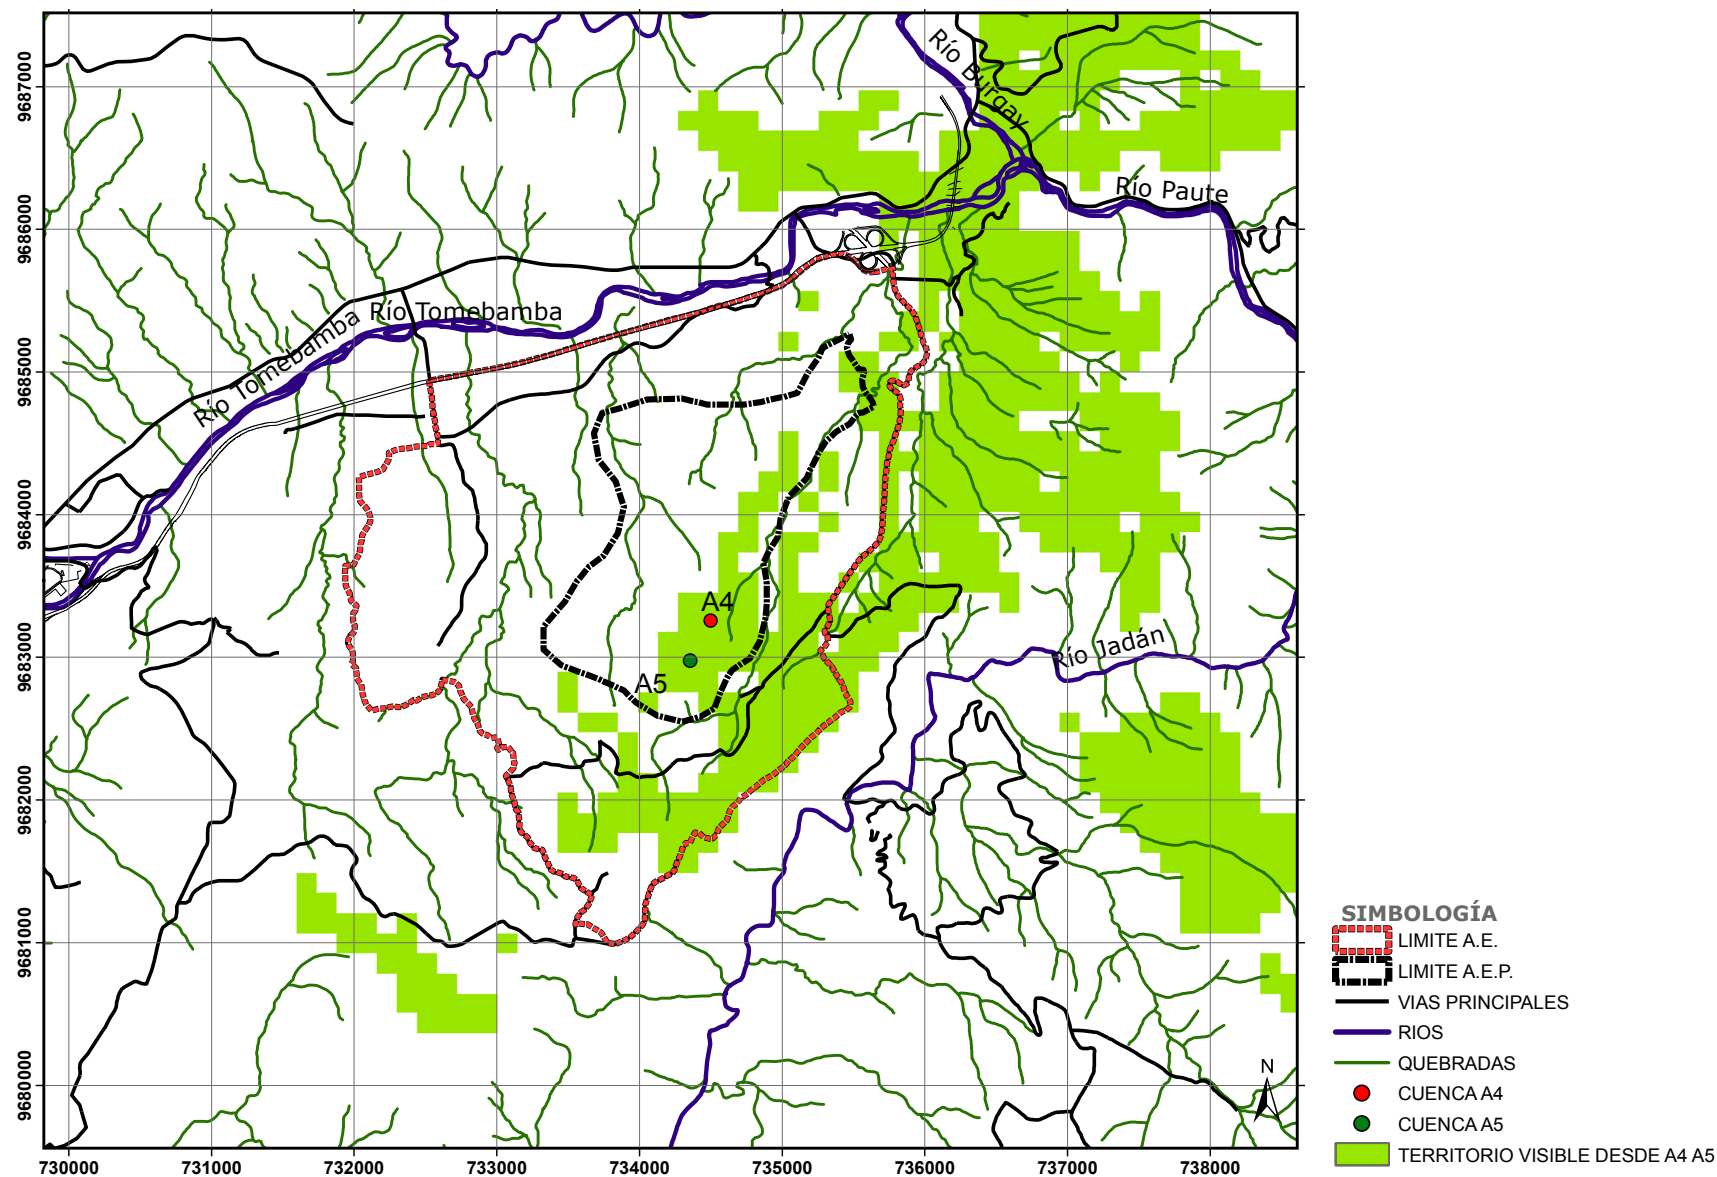 Río Burgay
Río Paute
Río Tomebamba
Río Tomebamba
A4
A5
Río Jadán
9687000
9686000
9685000
9684000
9683000
9682000
9681000
9680000
730000
731000
732000
733000
734000
735000
736000
737000
738000
N
SIMBOLOGÍA
LIMITE A.E.
LIMITE A.E.P.
VIAS PRINCIPALES
RIOS
QUEBRADAS
CUENCA A4
CUENCA A5
TERRITORIO VISIBLE DESDE A4 A5